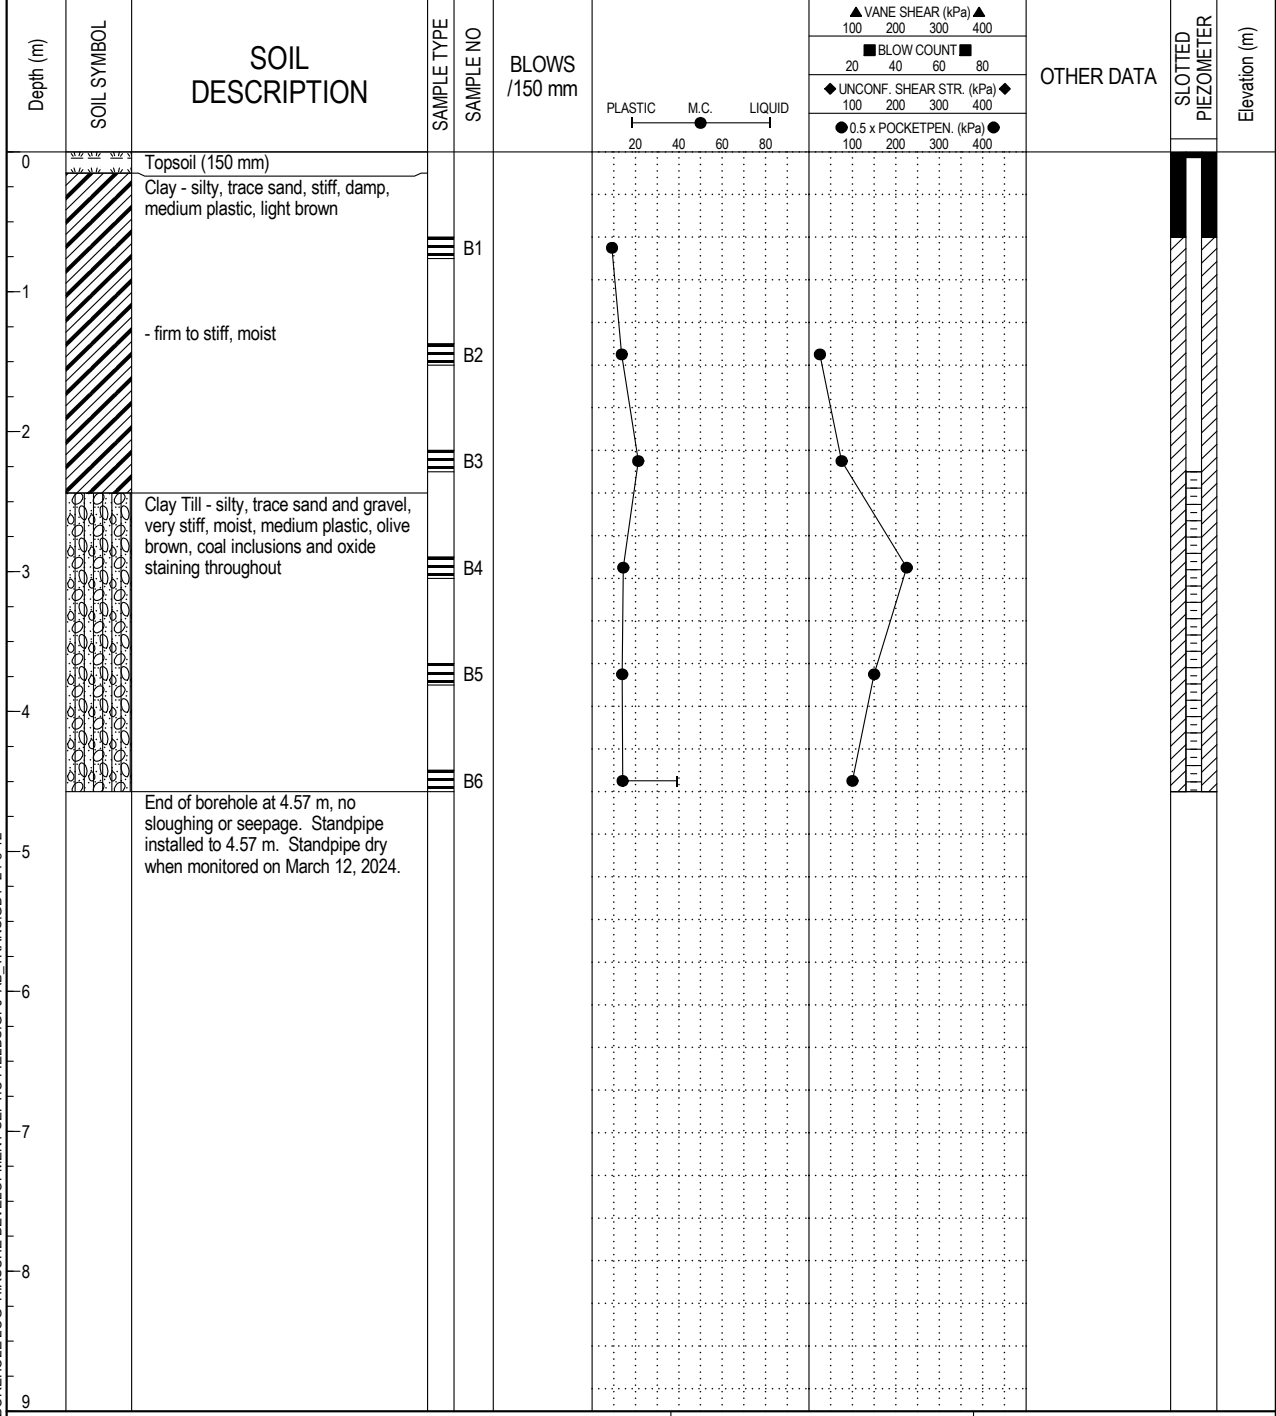 Depth (m)
SOIL SYMBOL
SOIL
DESCRIPTION
SAMPLE TYPE
SAMPLE NO
BLOWS
/150 mm
PLASTIC M.C. LIQUID
20 40 60 80
▲ VANE SHEAR (kPa) ▲
100 200 300 400
■ BLOW COUNT ■
20 40 60 80
◆ UNCONF. SHEAR STR. (kPa) ◆
100 200 300 400
● 0.5 x POCKETPEN. (kPa) ●
100 200 300 400
OTHER DATA
SLOTTED
PIEZOMETER
Elevation (m)
0
Topsoil (150 mm)
Clay - silty, trace sand, stiff, damp,
medium plastic, light brown
B1
1
- firm to stiff, moist
B2
2
B3
Clay Till - silty, trace sand and gravel,
very stiff, moist, medium plastic, olive
brown, coal inclusions and oxide
staining throughout
3
B4
B5
4
B6
End of borehole at 4.57 m, no
sloughing or seepage. Standpipe
installed to 4.57 m. Standpipe dry
when monitored on March 12, 2024.
5
6
7
8
9